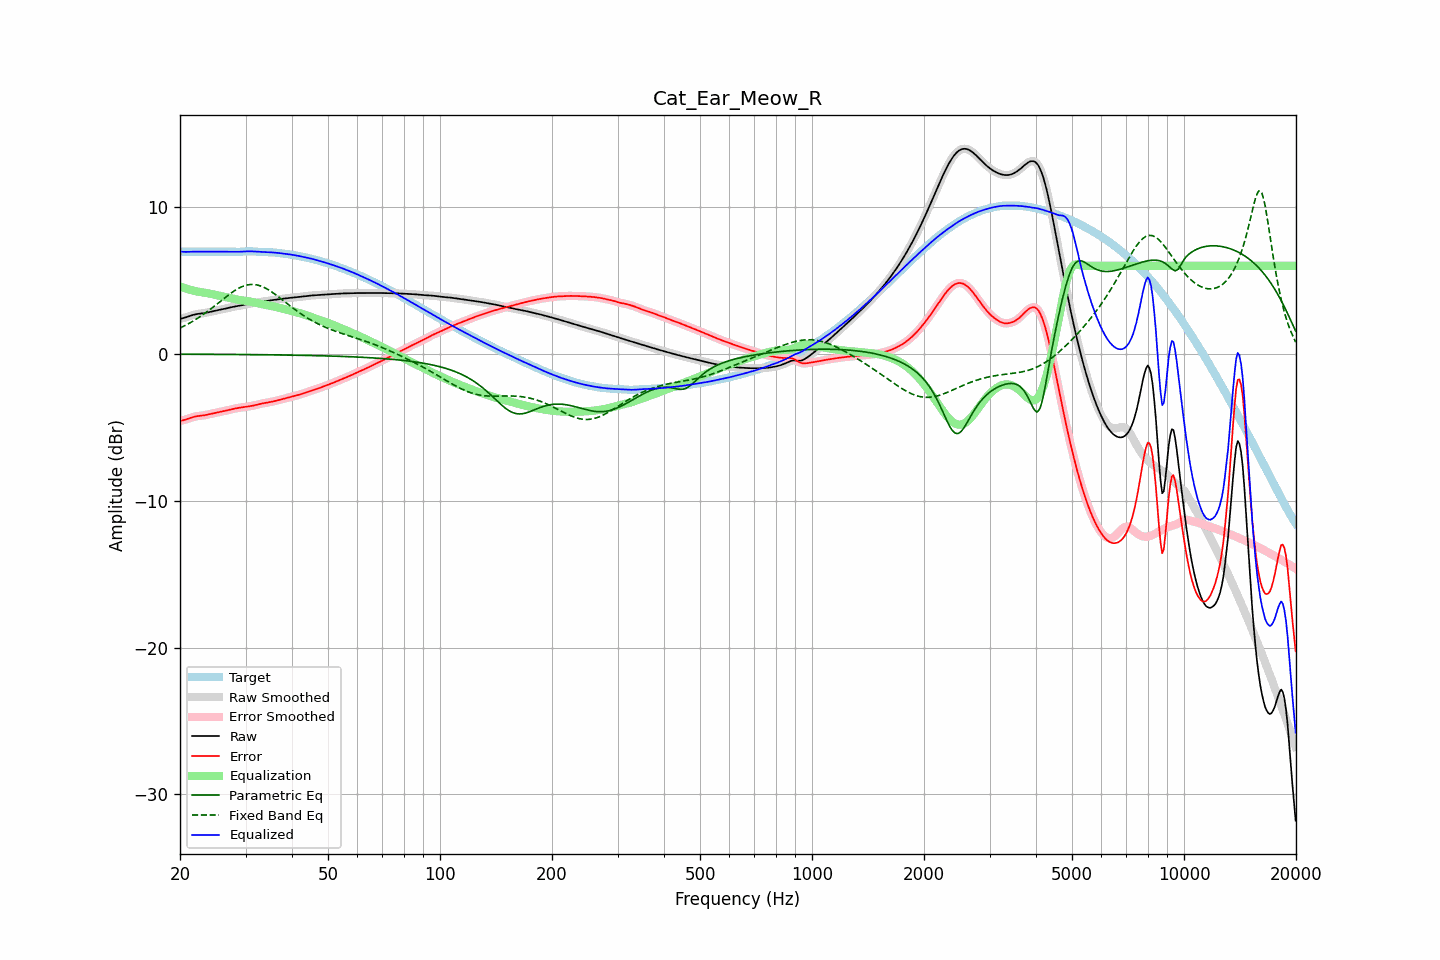 Cat_Ear_Meow_R
Amplitude (dBr)
10
0
−10
−20
−30
Target
Raw Smoothed
Error Smoothed
Raw
Error
Equalization
Parametric Eq
Fixed Band Eq
Equalized
20 50 100 200 500 1000 2000 5000 10000 20000
Frequency (Hz)